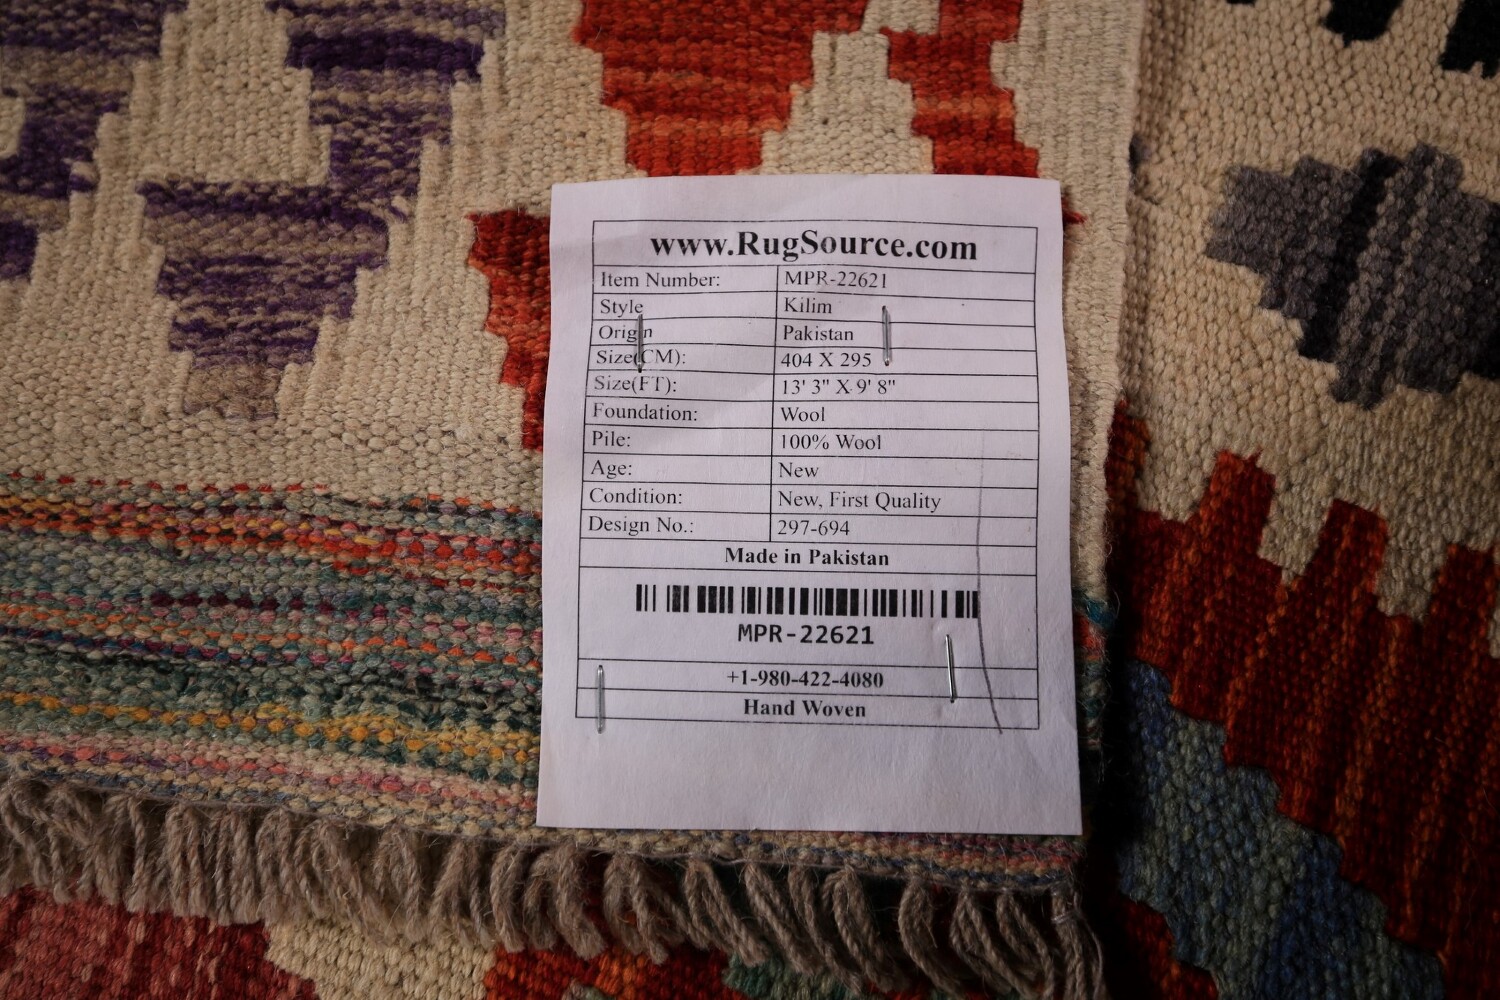 www.RugSource.com
Item Number: MPR-22621
Style Kilim
Origin Pakistan
Size(CM): 404 X 295
Size(FT): 13' 3" X 9' 8"
Foundation: Wool
Pile: 100% Wool
Age: New
Condition: New, First Quality
Design No.: 297-694
Made in Pakistan
MPR-22621
+1-980-422-4080
Hand Woven